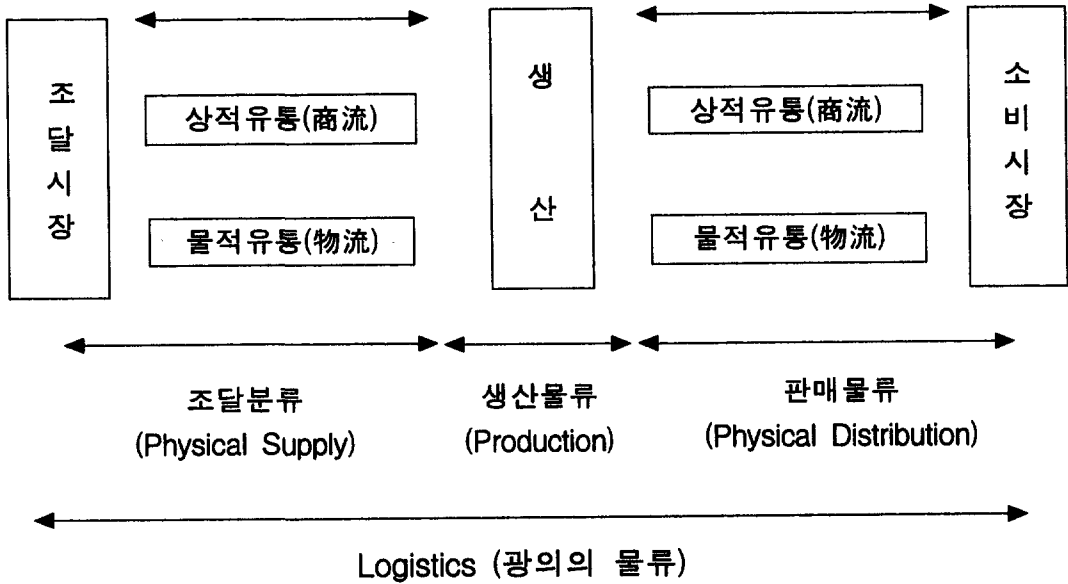 조달시장
상적유통(商流)
물적유통(物流)
생산
상적유통(商流)
물적유통(物流)
소비시장
조달분류
(Physical Supply)
생산물류
(Production)
판매물류
(Physical Distribution)
Logistics (광의의 물류)